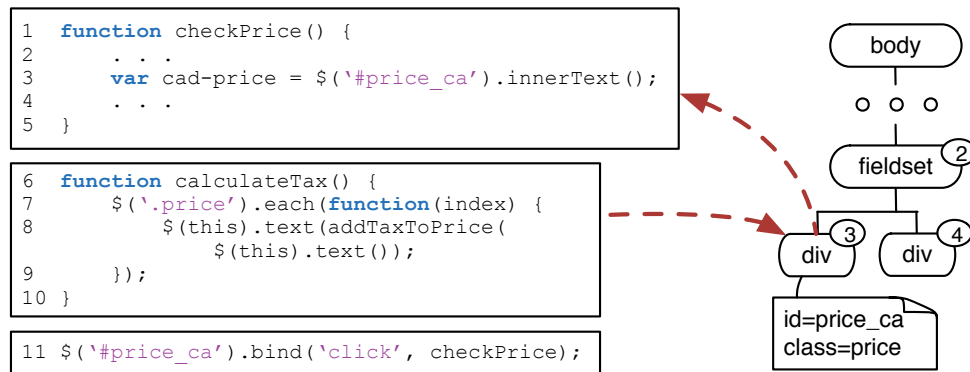 1 function checkPrice() {
2 . . .
3 var cad-price = $(‘#price_ca’).innerText();
4 . . .
5 }
6 function calculateTax() {
7 $(‘.price’).each(function(index) {
8 $(this).text(addTaxToPrice(
$(this).text());
9 });
10 }
11 $(‘#price_ca’).bind(‘click’, checkPrice);
body
fieldset 2
div 3
div 4
id=price_ca
class=price